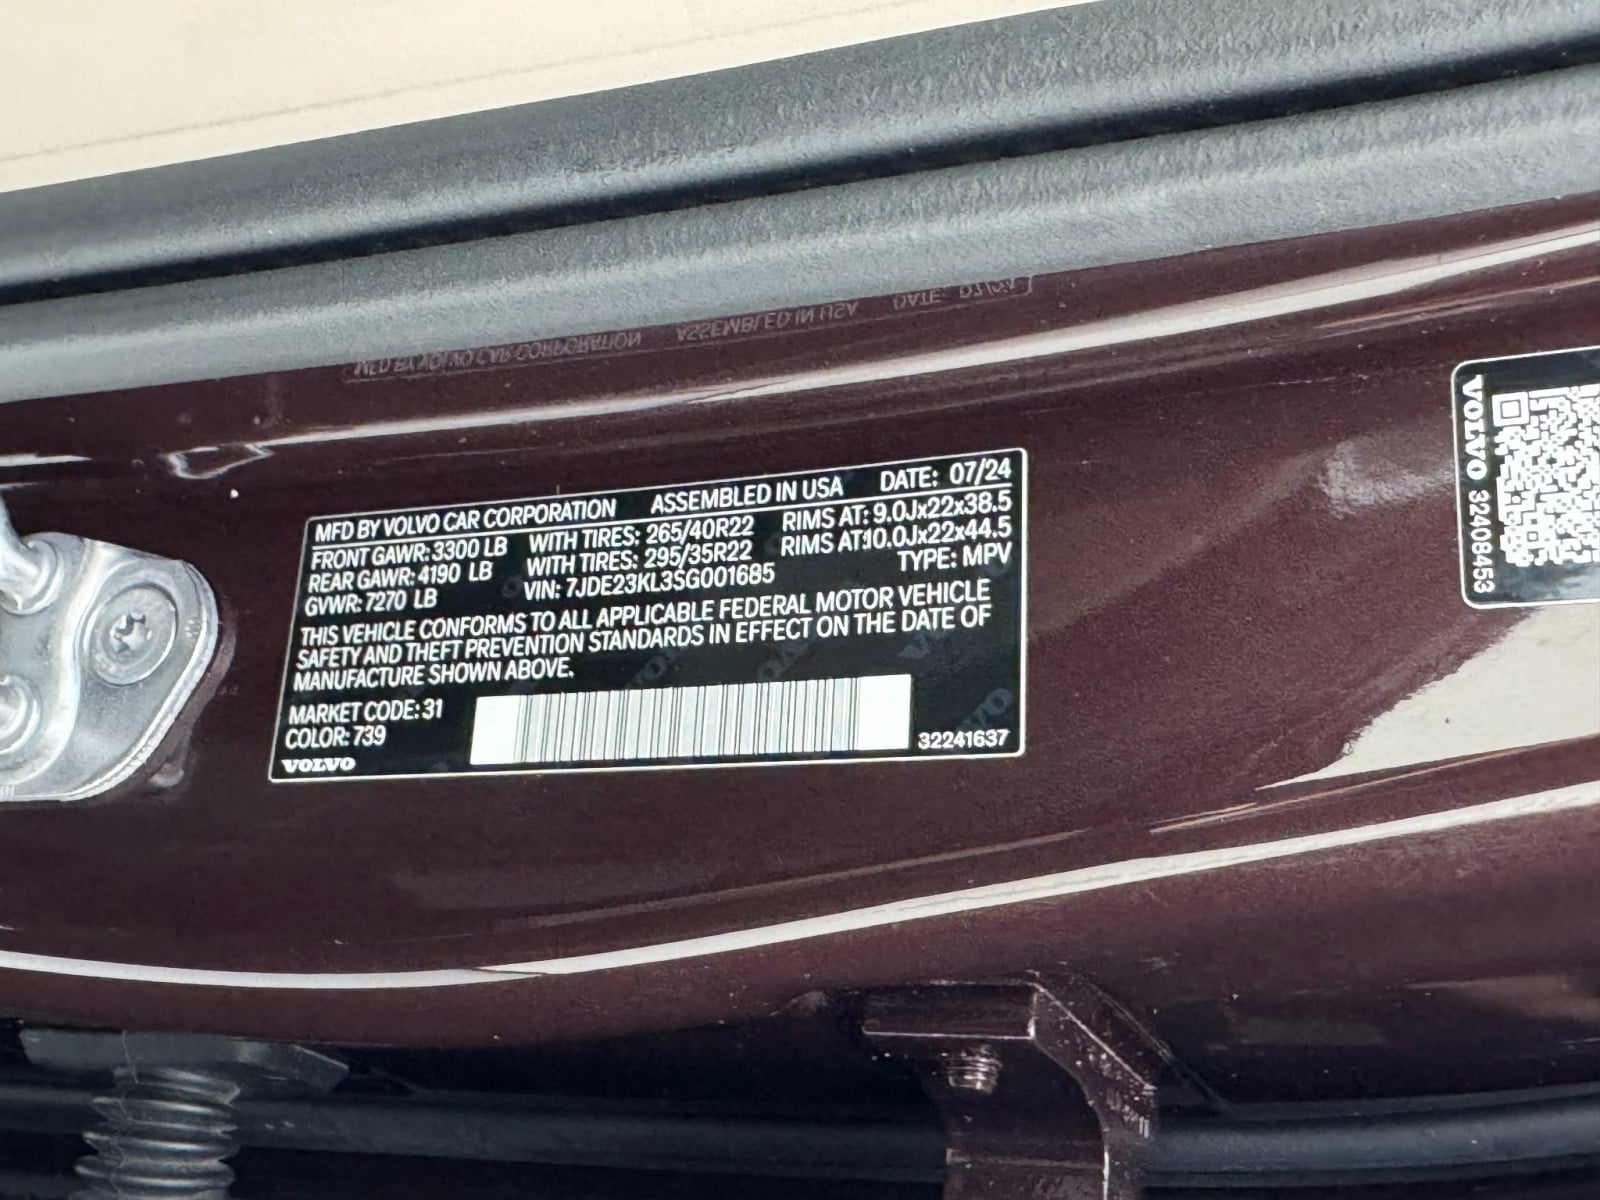 MFD BY VOLVO CAR CORPORATION ASSEMBLED IN USA DATE: 07/24
FRONT GAWR: 3300 LB WITH TIRES: 265/40R22 RIMS AT: 9.0Jx22x38.5
REAR GAWR: 4190 LB WITH TIRES: 295/35R22 RIMS AT:10.0Jx22x44.5
GVWR: 7270 LB VIN: 7JDE23KL3SG001685 TYPE: MPV
THIS VEHICLE CONFORMS TO ALL APPLICABLE FEDERAL MOTOR VEHICLE
SAFETY AND THEFT PREVENTION STANDARDS IN EFFECT ON THE DATE OF
MANUFACTURE SHOWN ABOVE.
MARKET CODE: 31
COLOR: 739
VOLVO
32241637
VOLVO 32408453